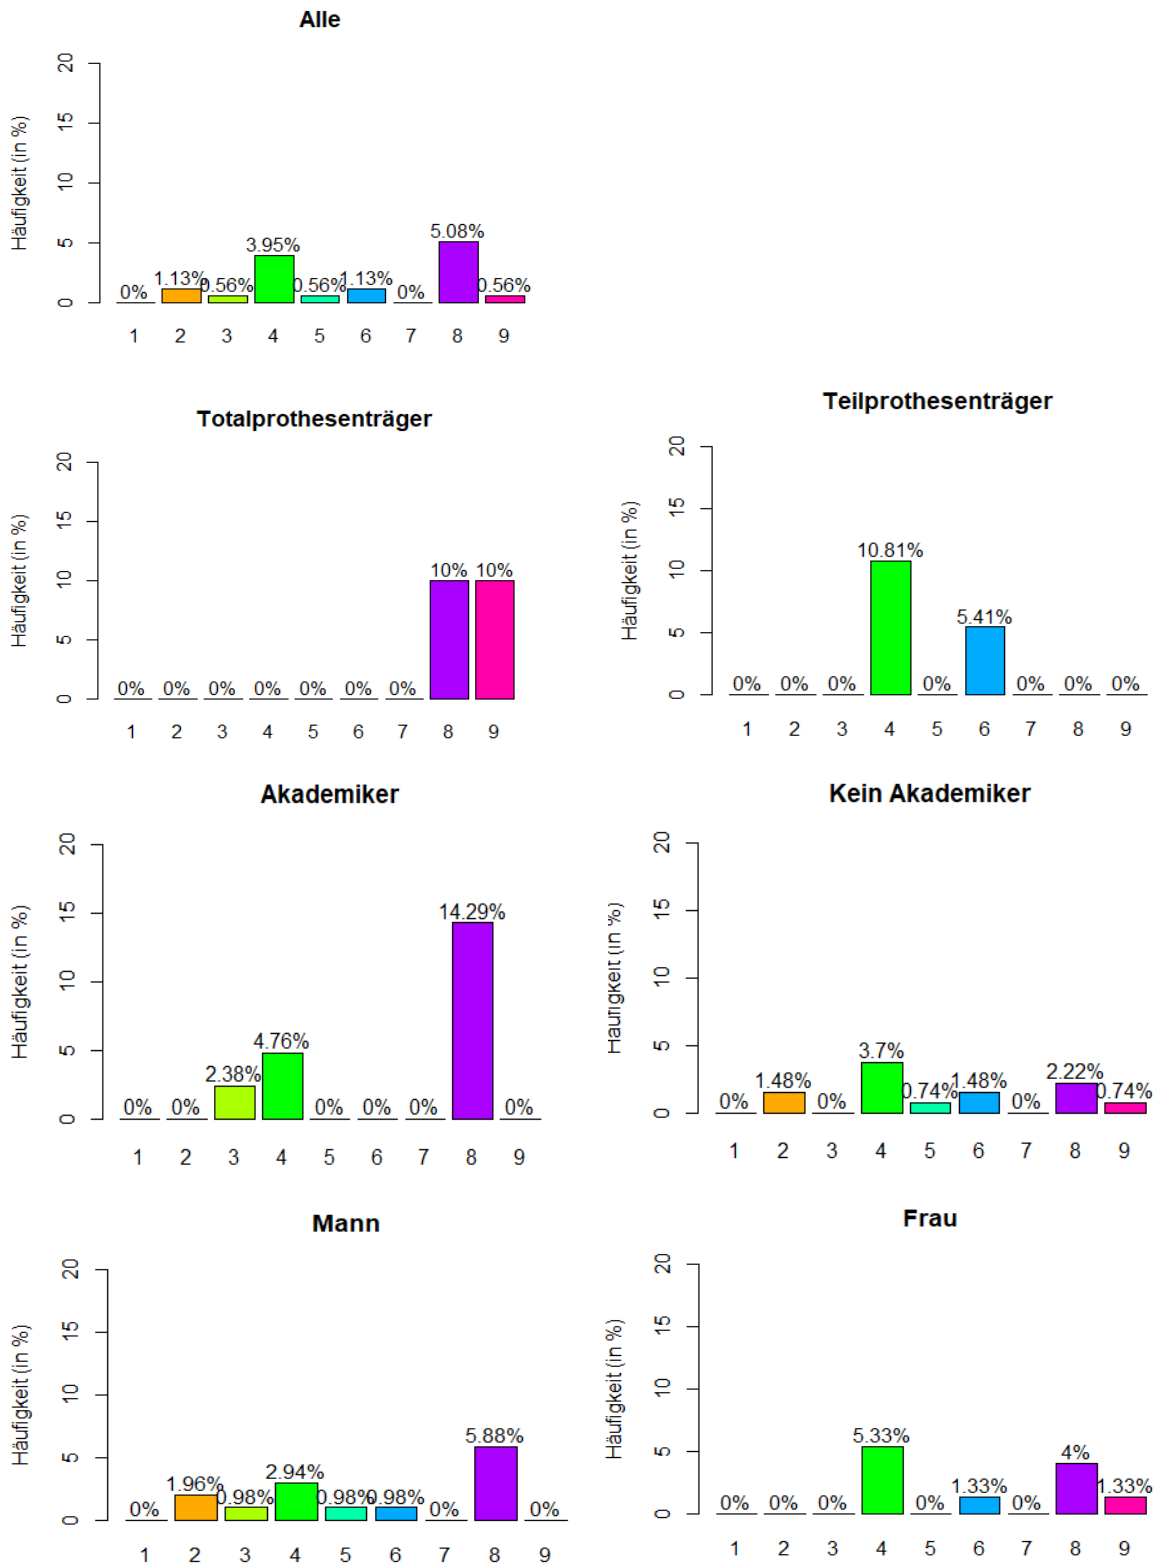 Alle
Häufigkeit (in %)
20
15
10
5
0
0% 1.13% 0.56% 3.95% 0.56% 1.13% 0% 5.08% 0.56%
1 2 3 4 5 6 7 8 9
Totalprothesenträger
Häufigkeit (in %)
20
15
10
5
0
0% 0% 0% 0% 0% 0% 0% 10% 10%
1 2 3 4 5 6 7 8 9
Teilprothesenträger
Häufigkeit (in %)
20
15
10
5
0
0% 0% 0% 10.81% 0% 5.41% 0% 0% 0%
1 2 3 4 5 6 7 8 9
Akademiker
Häufigkeit (in %)
20
15
10
5
0
0% 0% 2.38% 4.76% 0% 0% 0% 14.29% 0%
1 2 3 4 5 6 7 8 9
Kein Akademiker
Häufigkeit (in %)
20
15
10
5
0
0% 1.48% 0% 3.7% 0.74% 1.48% 0% 2.22% 0.74%
1 2 3 4 5 6 7 8 9
Mann
Häufigkeit (in %)
20
15
10
5
0
0% 1.96% 0.98% 2.94% 0.98% 0.98% 0% 5.88% 0%
1 2 3 4 5 6 7 8 9
Frau
Häufigkeit (in %)
20
15
10
5
0
0% 0% 0% 5.33% 0% 1.33% 0% 4% 1.33%
1 2 3 4 5 6 7 8 9